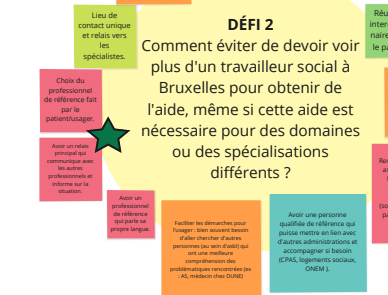 Lieu de
contact unique
et relais vers
les
spécialistes.
DÉFI 2
Comment éviter de devoir voir
plus d'un travailleur social à
Bruxelles pour obtenir de
l'aide, même si cette aide est
nécessaire pour des domaines
ou des spécialisations
différents ?
Choix du
professionnel
de référence fait
par le
patient/usager.
Avoir un relais
principal qui
communique avec
les autres
professionnels et
informe sur la
situation.
Avoir un
professionnel
de référence
qui parle sa
propre langue.
Faciliter les démarches pour
l'usager : bien souvent besoin
d'aller chercher d'autres
personnes (au sein d'asbl) qui
ont une meilleure
compréhension des
problématiques rencontrées (ex
: AS, médecin chez DUNE)
Avoir une personne
qualifiée de référence qui
puisse mettre en lien avec
d'autres administrations et
accompagner si besoin
(CPAS, logements sociaux,
ONEM ).
Réu
inter
naire
le pa